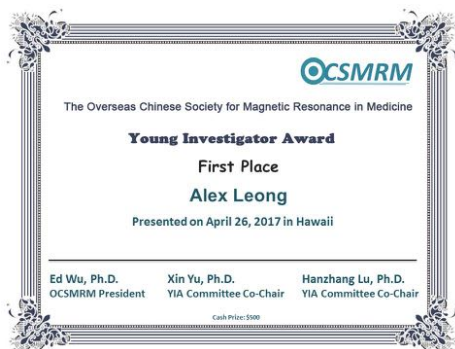 OCSMRM
The Overseas Chinese Society for Magnetic Resonance in Medicine
Young Investigator Award
First Place
Alex Leong
Presented on April 26, 2017 in Hawaii
Ed Wu, Ph.D. Xin Yu, Ph.D. Hanzhang Lu, Ph.D.
OCSMRM President YIA Committee Co-Chair YIA Committee Co-Chair
Cash Prize: $500